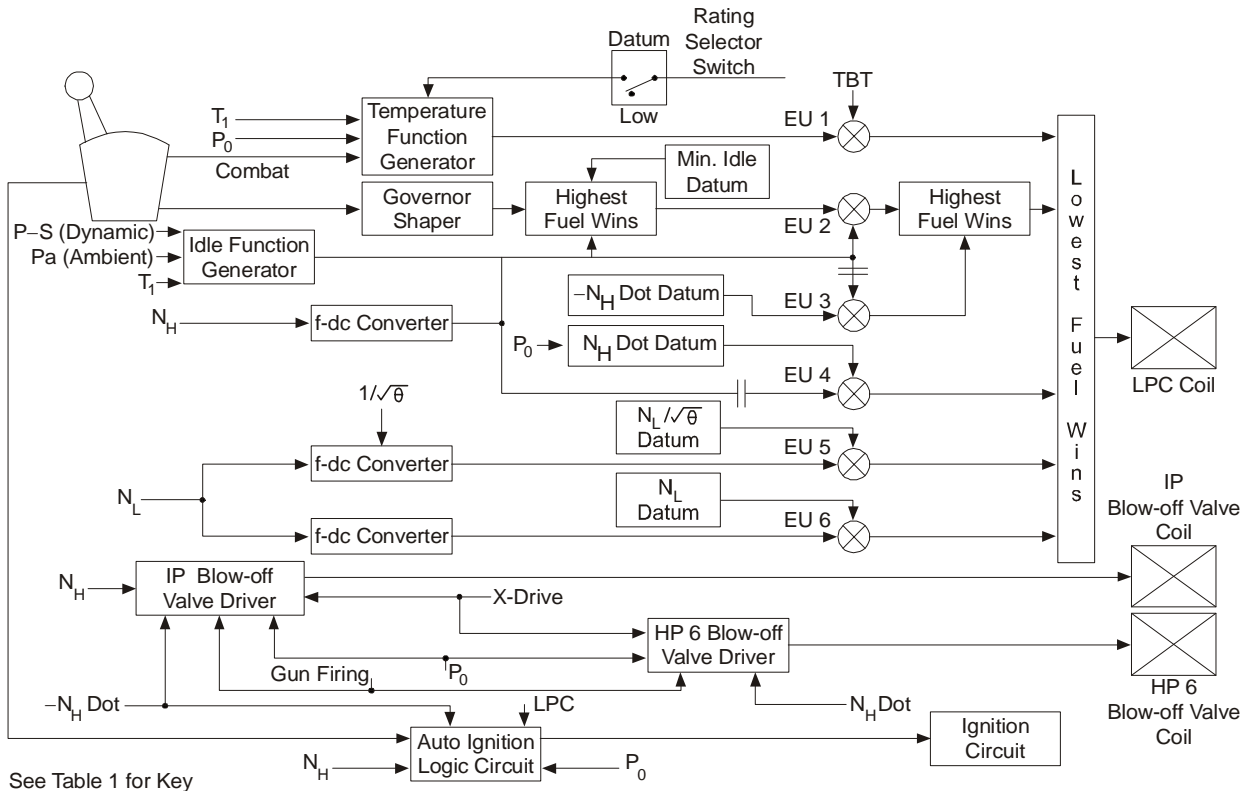 Rating
Selector
Switch
Datum
Low
TBT
T1
P0
Combat
Temperature
Function
Generator
EU 1
Min. Idle
Datum
Governor
Shaper
Highest
Fuel Wins
EU 2
Highest
Fuel Wins
P–S (Dynamic)
Pa (Ambient)
T1
Idle Function
Generator
–NH Dot Datum
EU 3
NH
f-dc Converter
P0
NH Dot Datum
EU 4
Lowest Fuel Wins
LPC Coil
1/√θ
NL/√θ
Datum
f-dc Converter
EU 5
NL
NL
Datum
f-dc Converter
EU 6
IP
Blow-off Valve
Coil
NH
IP Blow-off
Valve Driver
X-Drive
HP 6 Blow-off
Valve Driver
Gun Firing
P0
HP 6
Blow-off Valve
Coil
–NH Dot
LPC
NH Dot
Auto Ignition
Logic Circuit
NH
P0
Ignition
Circuit
See Table 1 for Key